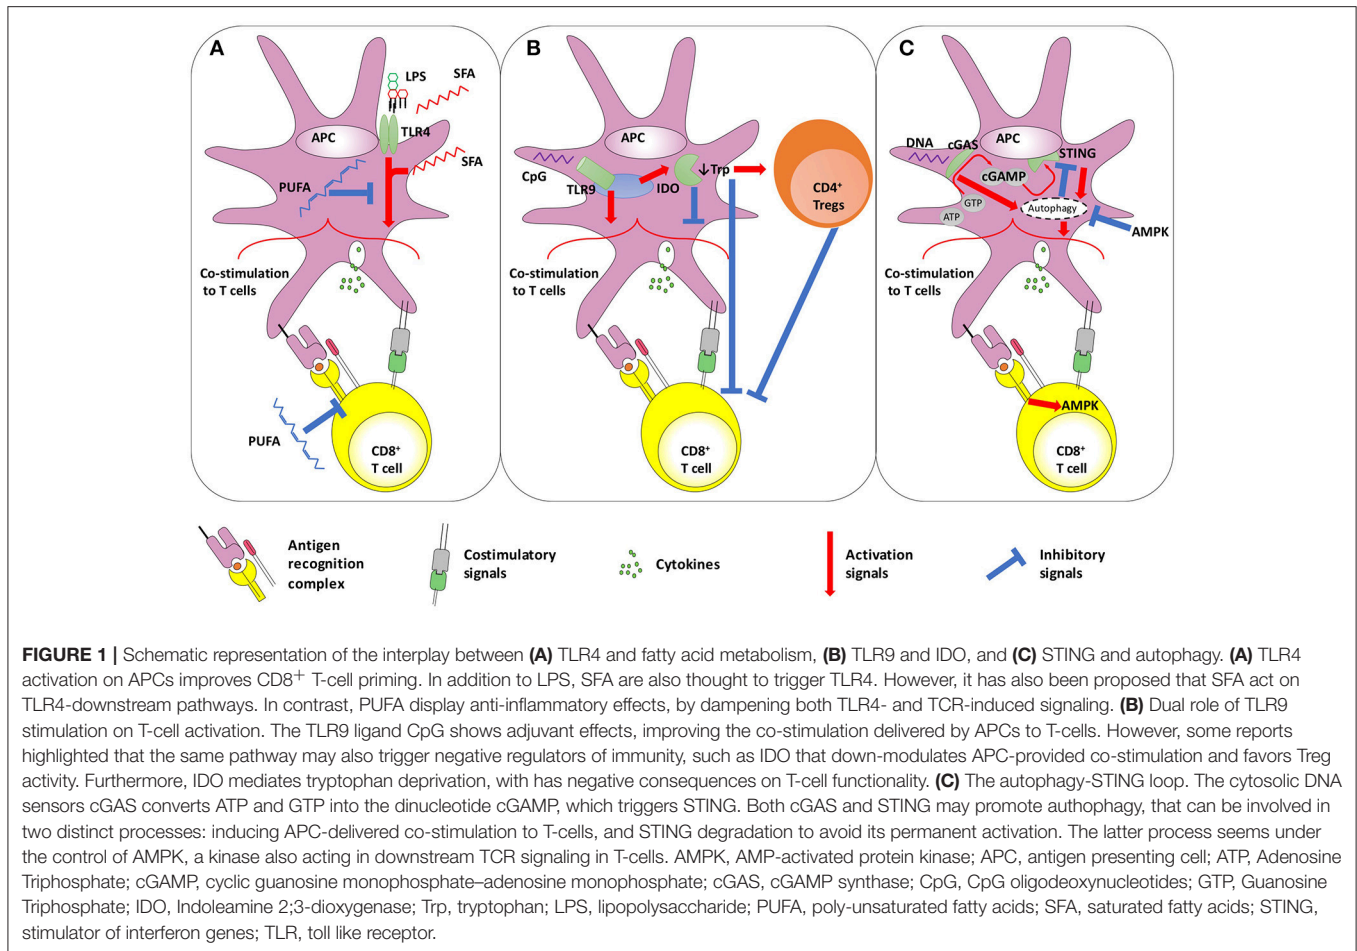 A
LPS
SFA
APC
TLR4
SFA
PUFA
Co-stimulation
to T cells
PUFA
CD8+
T cell
B
APC
CpG
TLR9
IDO
↓Trp
CD4+
Tregs
Co-stimulation
to T cells
CD8+
T cell
C
APC
DNA
cGAS
STING
cGAMP
GTP
ATP
Autophagy
AMPK
Co-stimulation
to T cells
AMPK
CD8+
T cell
Antigen
recognition
complex
Costimulatory
signals
Cytokines
Activation
signals
Inhibitory
signals
FIGURE 1 | Schematic representation of the interplay between (A) TLR4 and fatty acid metabolism, (B) TLR9 and IDO, and (C) STING and autophagy. (A) TLR4
activation on APCs improves CD8+ T-cell priming. In addition to LPS, SFA are also thought to trigger TLR4. However, it has also been proposed that SFA act on
TLR4-downstream pathways. In contrast, PUFA display anti-inflammatory effects, by dampening both TLR4- and TCR-induced signaling. (B) Dual role of TLR9
stimulation on T-cell activation. The TLR9 ligand CpG shows adjuvant effects, improving the co-stimulation delivered by APCs to T-cells. However, some reports
highlighted that the same pathway may also trigger negative regulators of immunity, such as IDO that down-modulates APC-provided co-stimulation and favors Treg
activity. Furthermore, IDO mediates tryptophan deprivation, with has negative consequences on T-cell functionality. (C) The autophagy-STING loop. The cytosolic DNA
sensors cGAS converts ATP and GTP into the dinucleotide cGAMP, which triggers STING. Both cGAS and STING may promote authophagy, that can be involved in
two distinct processes: inducing APC-delivered co-stimulation to T-cells, and STING degradation to avoid its permanent activation. The latter process seems under
the control of AMPK, a kinase also acting in downstream TCR signaling in T-cells. AMPK, AMP-activated protein kinase; APC, antigen presenting cell; ATP, Adenosine
Triphosphate; cGAMP, cyclic guanosine monophosphate–adenosine monophosphate; cGAS, cGAMP synthase; CpG, CpG oligodeoxynucleotides; GTP, Guanosine
Triphosphate; IDO, Indoleamine 2;3-dioxygenase; Trp, tryptophan; LPS, lipopolysaccharide; PUFA, poly-unsaturated fatty acids; SFA, saturated fatty acids; STING,
stimulator of interferon genes; TLR, toll like receptor.